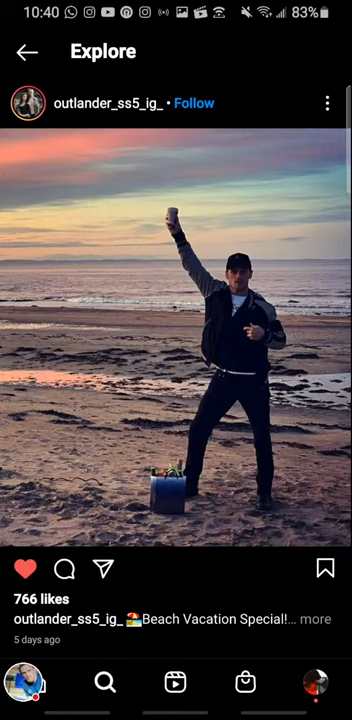 10:40
83%
Explore
outlander_ss5_ig_ • Follow
766 likes
outlander_ss5_ig_ 🏖️Beach Vacation Special!... more
5 days ago